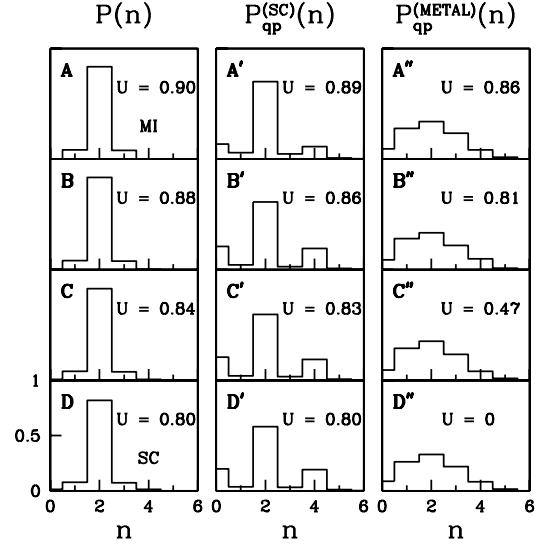 P(n) P_qp^(SC)(n) P_qp^(METAL)(n)
A U = 0.90 A′ U = 0.89 A″ U = 0.86
MI
B U = 0.88 B′ U = 0.86 B″ U = 0.81
C U = 0.84 C′ U = 0.83 C″ U = 0.47
1
D U = 0.80 D′ U = 0.80 D″ U = 0
0.5
SC
0
0 2 4 6 0 2 4 6 0 2 4 6
n n n